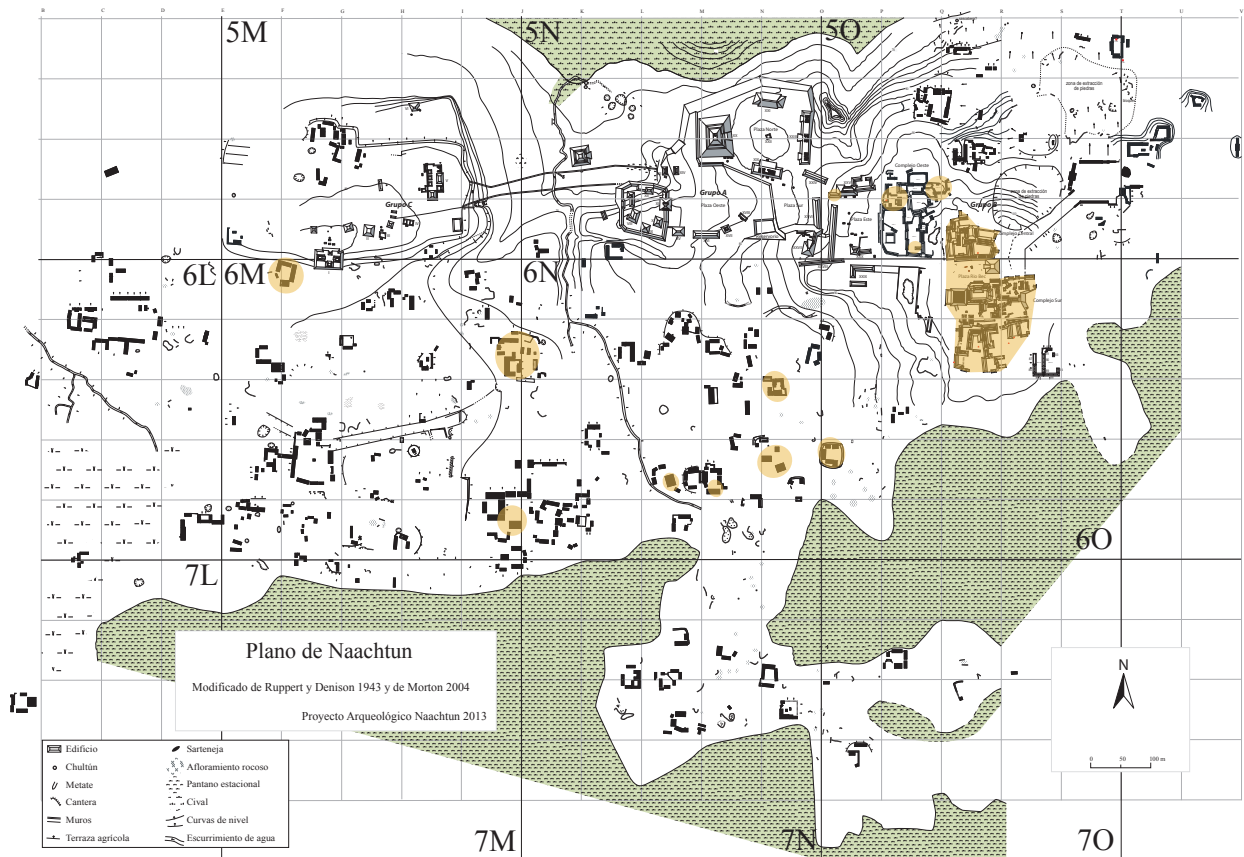 B C D E F G H I J K L M N O P Q R S T U V
5M
5N
5O
zona de extracción
de piedras
Plaza Norte
Complejo Oeste
zona de extracción
de piedras
Grupo C
Grupo A
Plaza Oeste
Plaza Sur
Plaza Este
Grupo B
6L
6M
6N
Plaza Río Bec
Complejo Sur
6O
7L
Plano de Naachtun
Modificado de Ruppert y Denison 1943 y de Morton 2004
Proyecto Arqueológico Naachtun 2013
N
0 50 100 m
Edificio
Chultún
Metate
Cantera
Muros
Terraza agrícola
Sarteneja
Afloramiento rocoso
Pantano estacional
Cival
Curvas de nivel
Escurrimiento de agua
7M
7N
7O